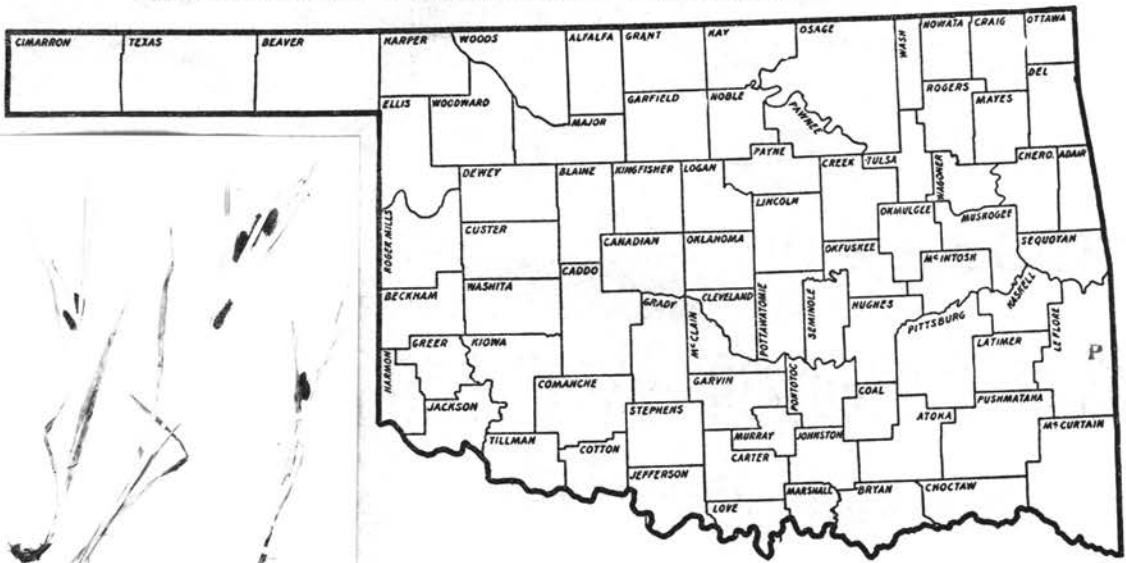 CIMARRON TEXAS BEAVER HARPER WOODS ALFALFA GRANT KAY OSAGE WASH NOWATA CRAIG OTTAWA
ELLIS WOODWARD MAJOR GARFIELD NOBLE PAWNEE ROGERS MAYES DEL
DEWEY BLAINE KINGFISHER LOGAN PAYNE CREEK TULSA WAGONER CHERO. ADAIR
ROGER MILLS CUSTER CANADIAN OKLAHOMA LINCOLN OKFUSKEE OKMULGEE MUSKOGEE SEQUOYAH
BECKHAM WASHITA CADDO GRADY McCLAIN CLEVELAND POTTAWATOMIE SEMINOLE HUGHES McINTOSH PITTSBURG HASKELL
HARMON GREER KIOWA COMANCHE GARVIN PONTOTOC COAL LATIMER LE FLORE P
JACKSON TILLMAN COTTON STEPHENS MURRAY JOHNSTON ATOKA PUSHMATAHA McCURTAIN
JEFFERSON CARTER LOVE MARSHALL BRYAN CHOCTAW